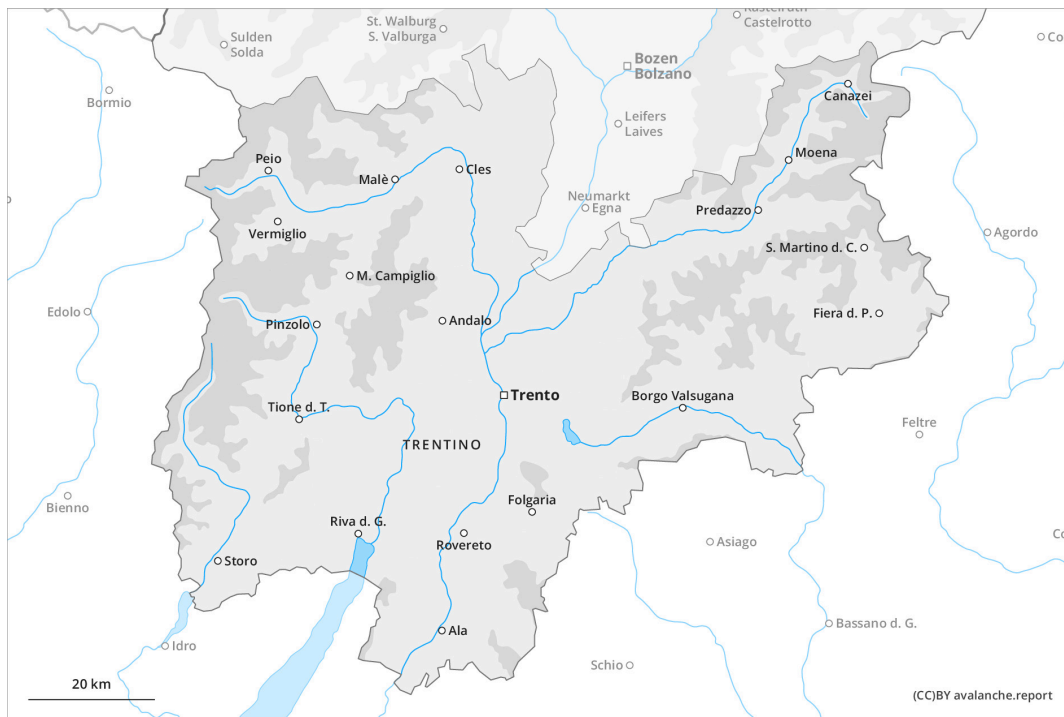 Kastelruth
Castelrotto
St. Walburg
S. Valburga
Sulden
Solda
Co
Bozen
Bolzano
Bormio
Canazei
Leifers
Laives
Moena
Peio
Malè
Cles
Neumarkt
Egna
Predazzo
Vermiglio
Agordo
S. Martino d. C.
M. Campiglio
Edolo
Pinzolo
Andalo
Fiera d. P.
Trento
Borgo Valsugana
Tione d. T.
Feltre
TRENTINO
Bienno
Folgaria
Riva d. G.
Rovereto
Asiago
Co
Storo
Ala
Bassano d. G.
Idro
Schio
20 km
(CC)BY avalanche.report